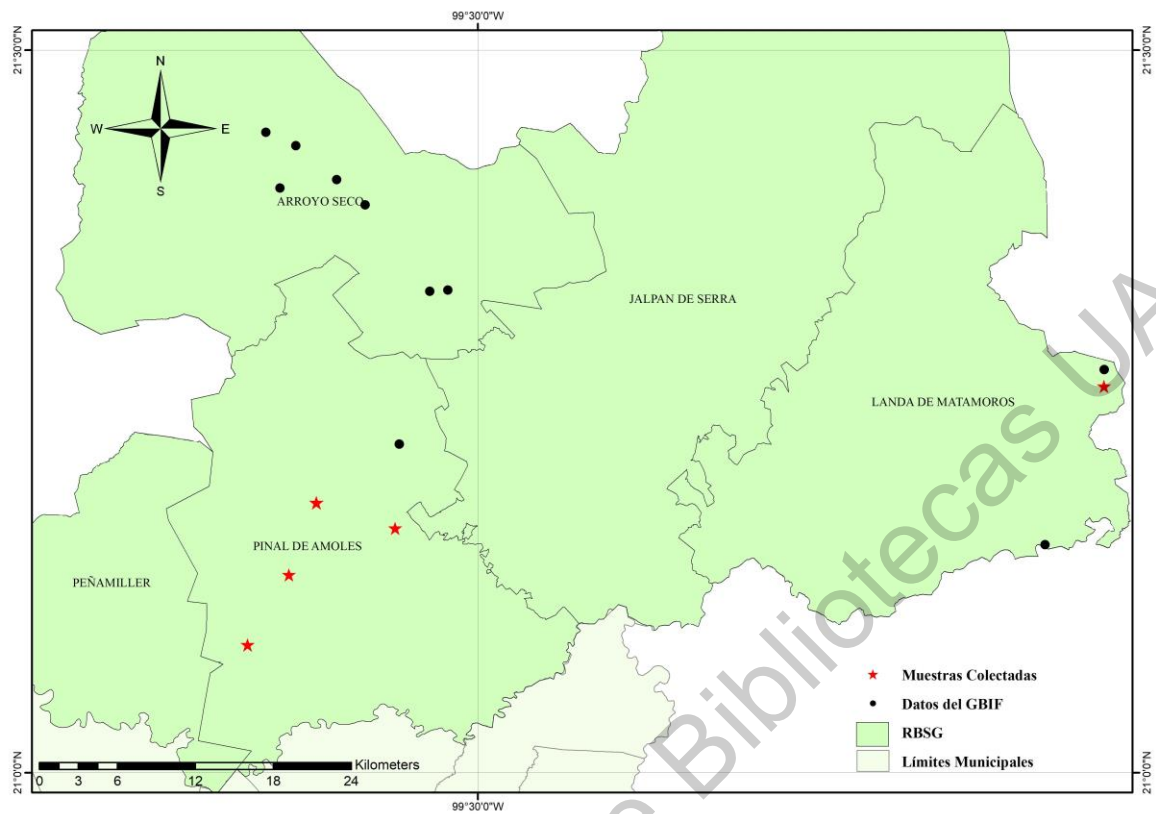 99°30'0"W
21°30'0"N
21°30'0"N
N
W
E
S
ARROYO SECO
JALPAN DE SERRA
LANDA DE MATAMOROS
PINAL DE AMOLES
PEÑAMILLER
Muestras Colectadas
Datos del GBIF
RBSG
Límites Municipales
Kilometers
0 3 6 12 18 24
21°0'0"N
21°0'0"N
99°30'0"W
Bibliotecas UA